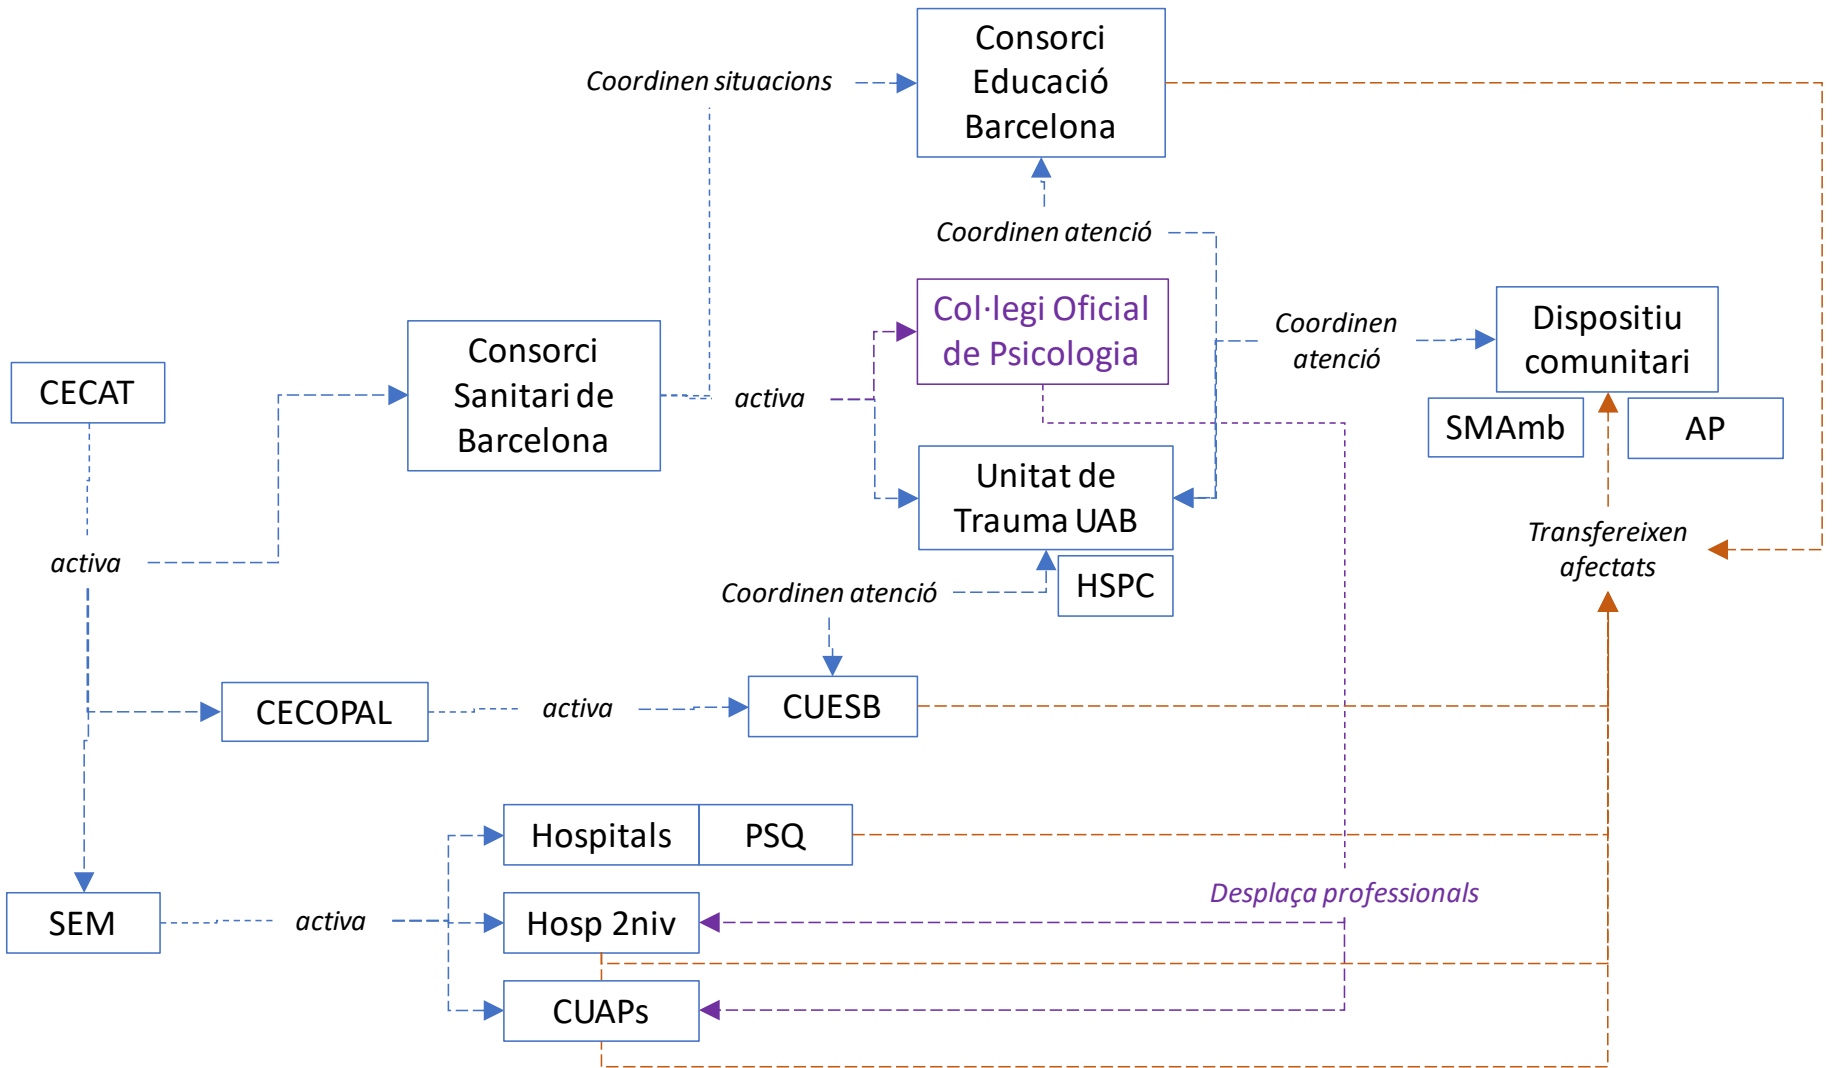 Consorci
Educació
Barcelona
Coordinen situacions
Coordinen atenció
Col·legi Oficial
de Psicologia
Coordinen
atenció
Dispositiu
comunitari
SMAmb
AP
CECAT
Consorci
Sanitari de
Barcelona
activa
Unitat de
Trauma UAB
HSPC
Transfereixen
afectats
activa
Coordinen atenció
CECOPAL
activa
CUESB
Hospitals
PSQ
Desplaça professionals
SEM
activa
Hosp 2niv
CUAPs